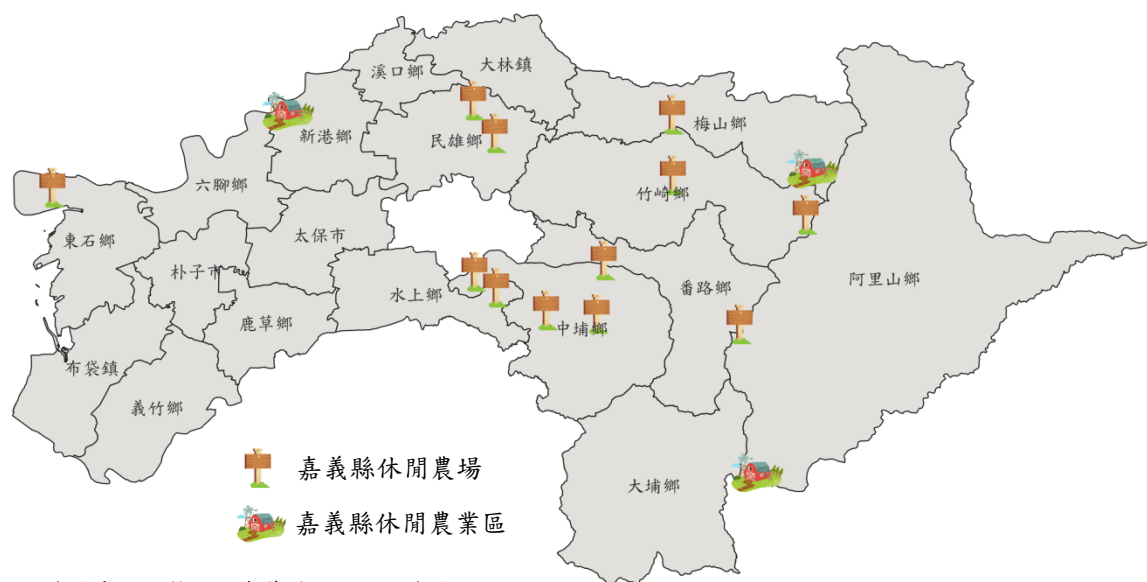 大林鎮
溪口鄉
梅山鄉
新港鄉
民雄鄉
六腳鄉
竹崎鄉
太保市
東石鄉
朴子市
阿里山鄉
番路鄉
水上鄉
鹿草鄉
中埔鄉
布袋鎮
義竹鄉
嘉義縣休閒農場
大埔鄉
嘉義縣休閒農業區